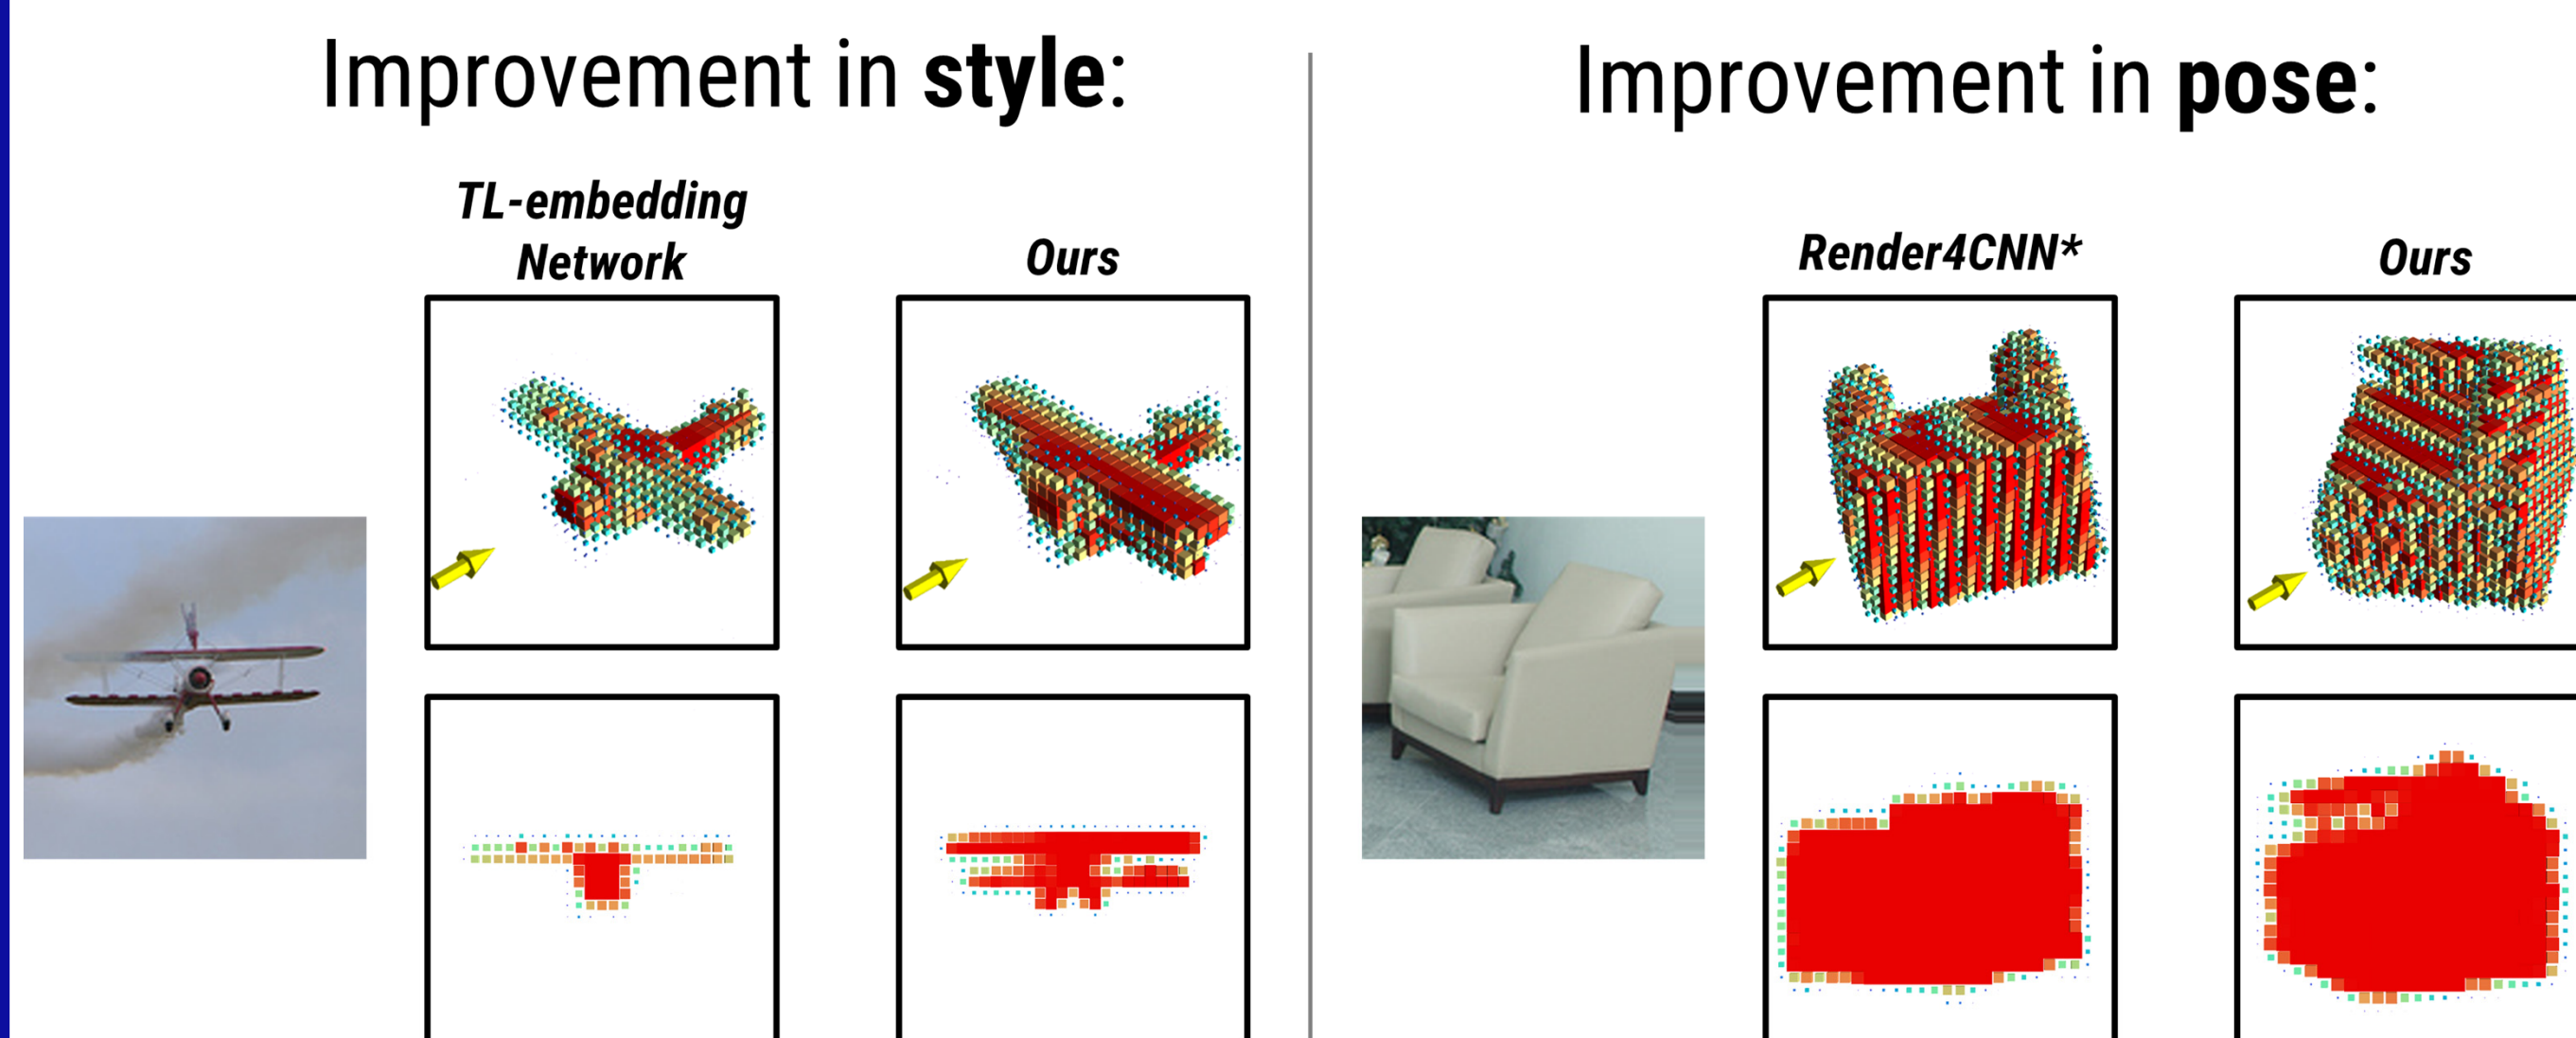 Improvement in style:
TL-embedding
Network
Ours
Improvement in pose:
Render4CNN*
Ours